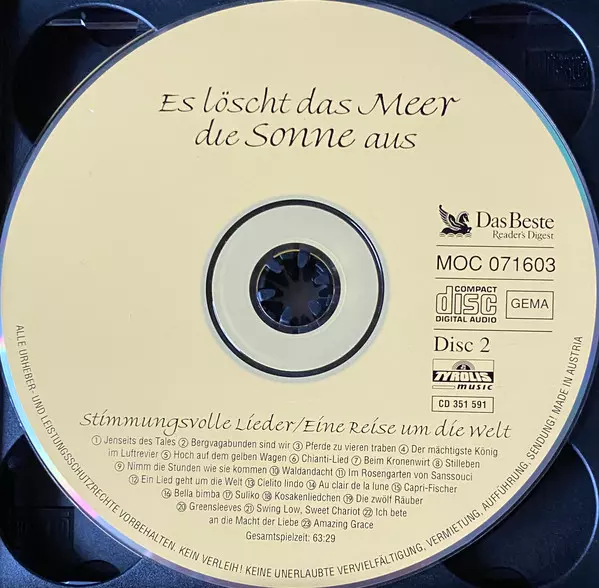 Es löscht das Meer
die Sonne aus
Das Beste
Reader's Digest
MOC 071603
COMPACT
disc
DIGITAL AUDIO
GEMA
Disc 2
TYROLIS
music
CD 351 591
Stimmungsvolle Lieder/Eine Reise um die Welt
① Jenseits des Tales ② Bergvagabunden sind wir ③ Pferde zu vieren traben ④ Der mächtigste König
im Luftrevier ⑤ Hoch auf dem gelben Wagen ⑥ Chianti-Lied ⑦ Beim Kronenwirt ⑧ Stilleben
⑨ Nimm die Stunden wie sie kommen ⑩ Waldandacht ⑪ Im Rosengarten von Sanssouci
⑫ Ein Lied geht um die Welt ⑬ Cielito lindo ⑭ Au clair de la lune ⑮ Capri-Fischer
⑯ Bella bimba ⑰ Suliko ⑱ Kosakenliedchen ⑲ Die zwölf Räuber
⑳ Greensleeves ㉑ Swing Low, Sweet Chariot ㉒ Ich bete
an die Macht der Liebe ㉓ Amazing Grace
Gesamtspielzeit: 63:29
ALLE URHEBER- UND LEISTUNGSSCHUTZRECHTE VORBEHALTEN. KEIN VERLEIH! KEINE UNERLAUBTE VERVIELFÄLTIGUNG, VERMIETUNG, AUFFÜHRUNG, SENDUNG! MADE IN AUSTRIA